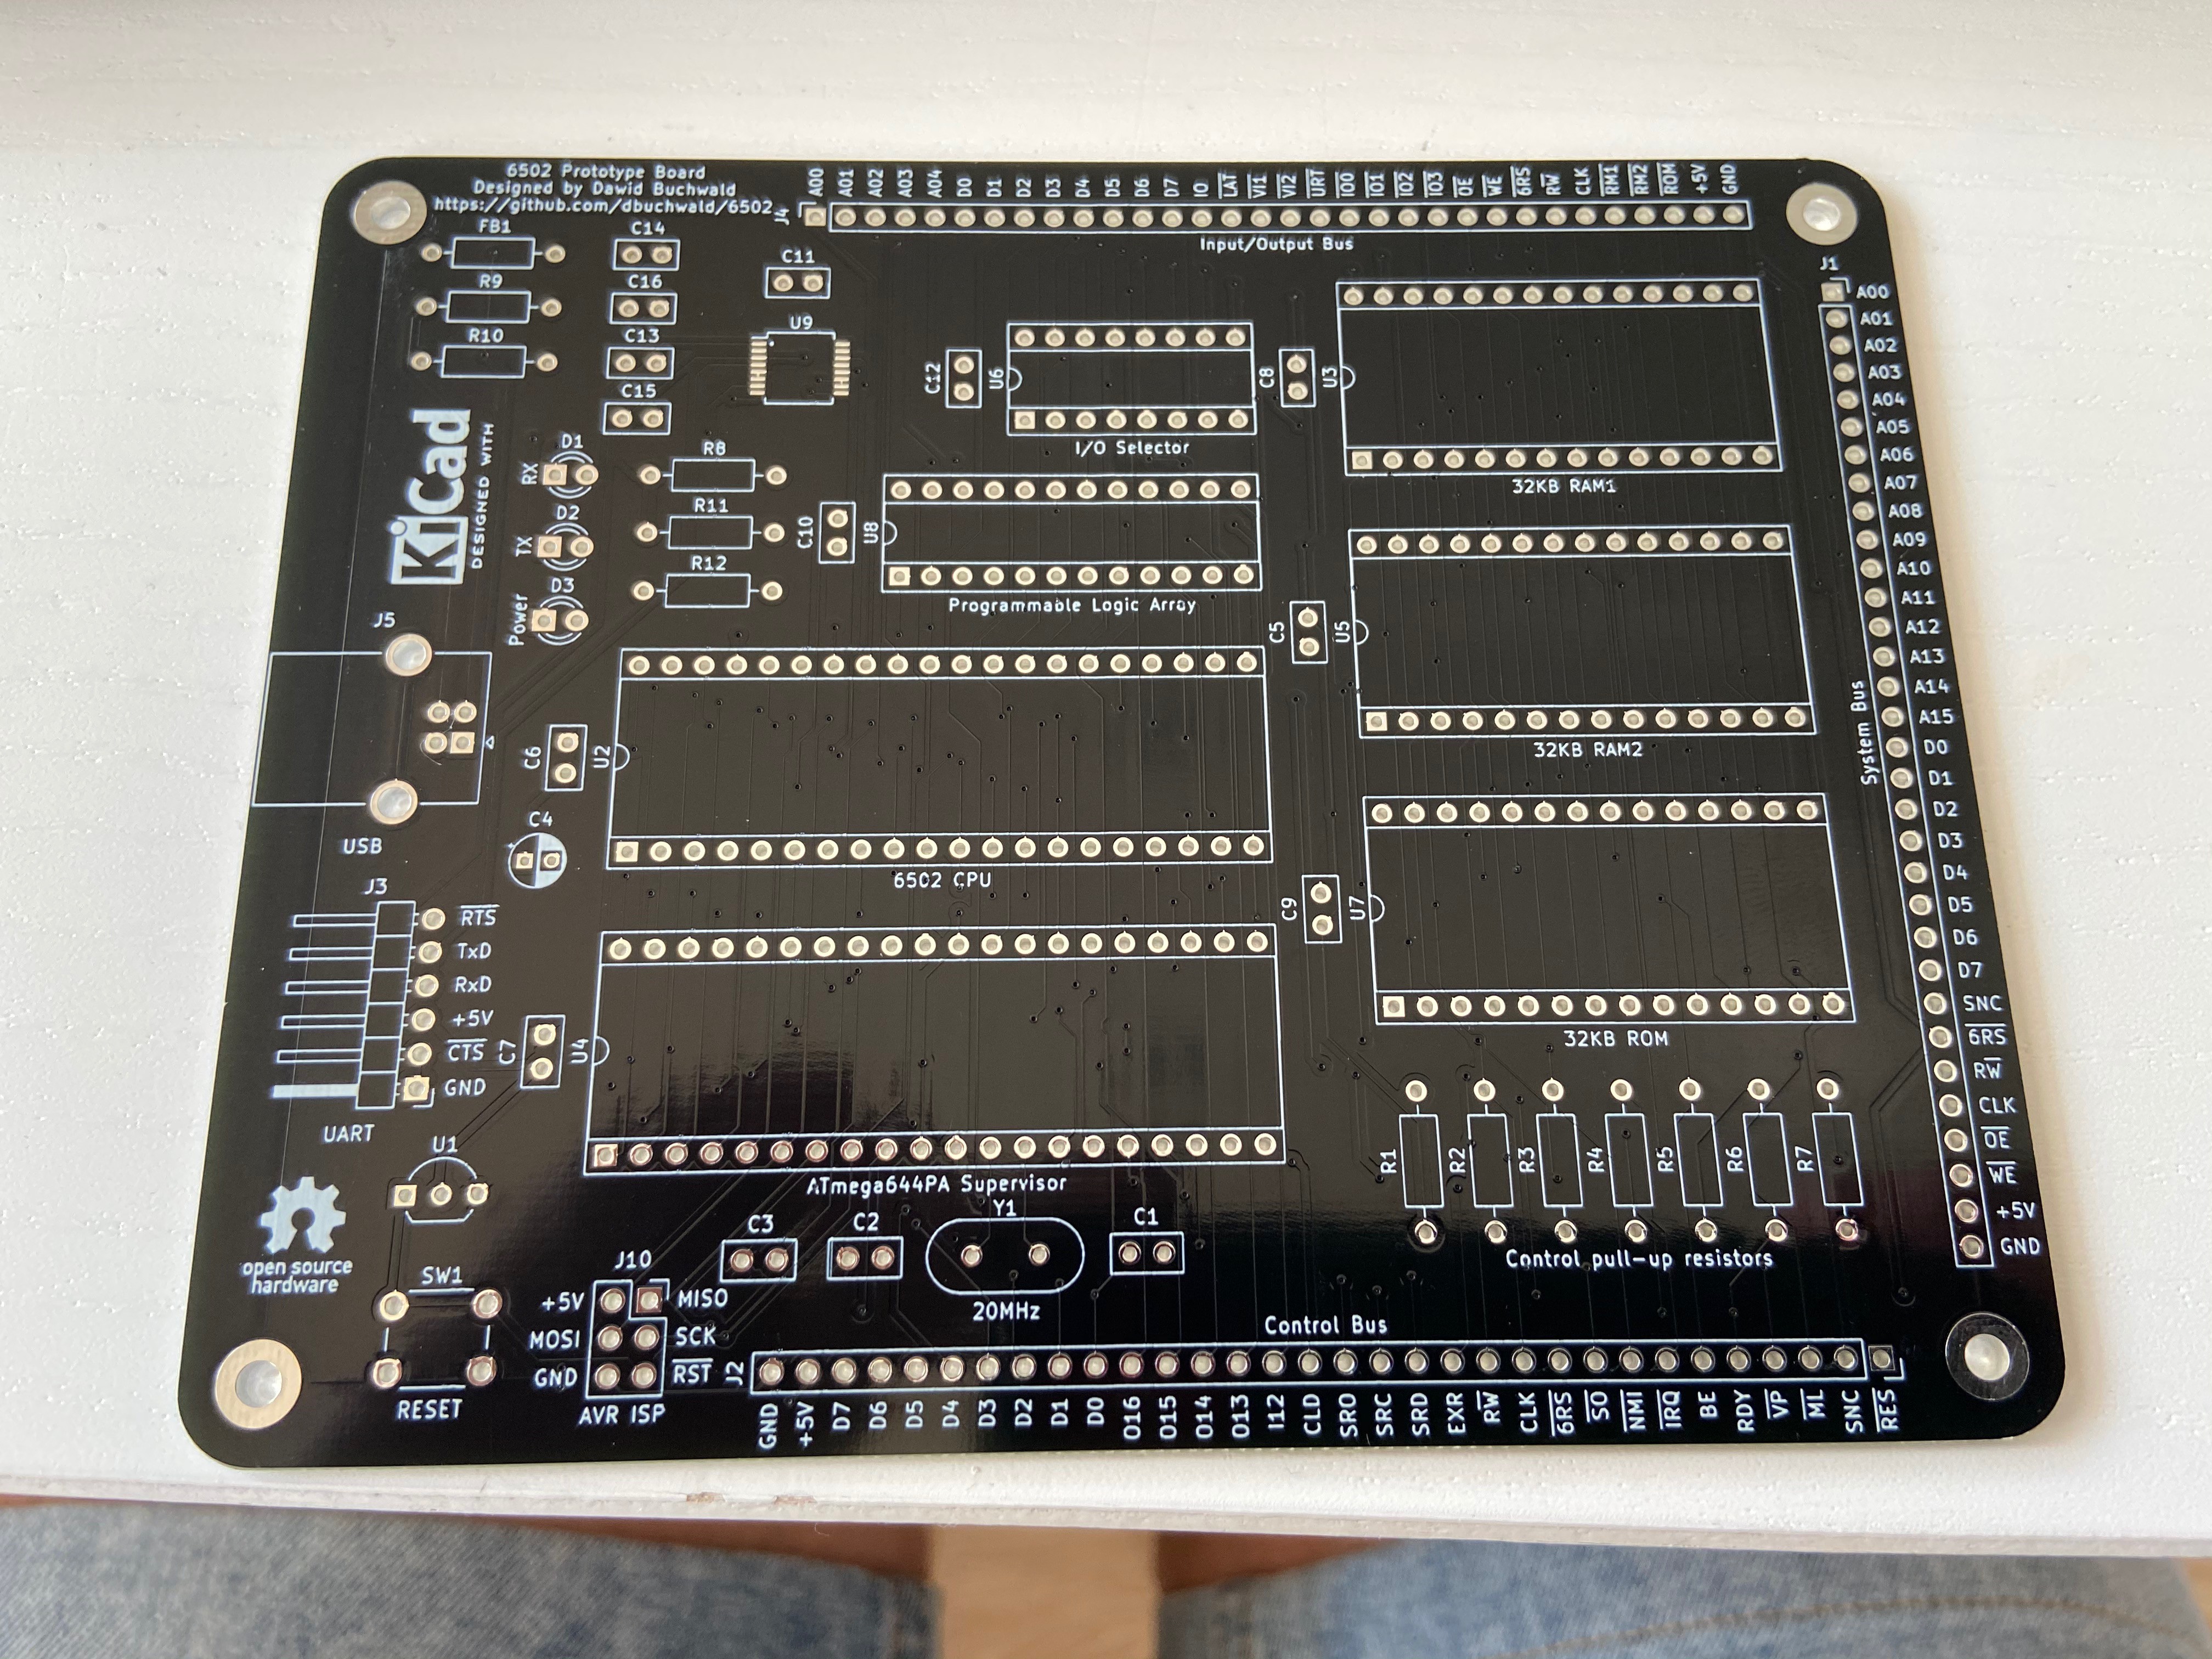 6502 Prototype Board
Designed by Dawid Buchwald
https://github.com/dbuchwald/6502
J4
A00 A01 A02 A03 A04 D0 D1 D2 D3 D4 D5 D6 D7 IO LAT VI1 VI2 URT IO0 IO1 IO2 IO3 OE WE 6RS RW CLK RM1 RM2 ROM +5V GND
Input/Output Bus
FB1
R9
R10
C14
C16
C13
C15
C11
U9
C12
U6
I/O Selector
C8
U3
32KB RAM1
KiCad
DESIGNED WITH
D1
RX
D2
TX
D3
Power
R8
R11
R12
C10
U8
Programmable Logic Array
C5
U5
32KB RAM2
J5
USB
C6
U2
6502 CPU
C4
C9
U7
32KB ROM
J3
RTS
TxD
RxD
+5V
CTS
GND
UART
C7
U4
ATmega644PA Supervisor
U1
open source
hardware
SW1
RESET
J10
+5V MISO
MOSI SCK
GND RST
AVR ISP
C3
C2
Y1
20MHz
C1
R1 R2 R3 R4 R5 R6 R7
Control pull-up resistors
J1
A00
A01
A02
A03
A04
A05
A06
A07
A08
A09
A10
A11
A12
A13
A14
A15
D0
D1
D2
D3
D4
D5
D6
D7
SNC
6RS
RW
CLK
OE
WE
+5V
GND
System Bus
Control Bus
J2
GND +5V D7 D6 D5 D4 D3 D2 D1 D0 O16 O15 O14 O13 I12 CLD SRO SRC SRD EXR RW CLK 6RS SO NMI IRQ BE RDY VP ML SNC RES